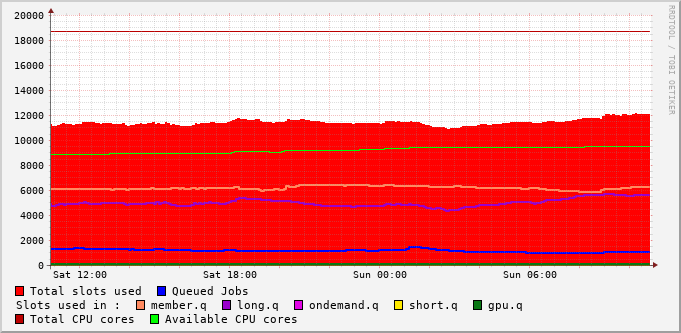 RRDTOOL / TOBI OETIKER
20000
18000
16000
14000
12000
10000
8000
6000
4000
2000
0
Sat 12:00 Sat 18:00 Sun 00:00 Sun 06:00
Total slots used Queued Jobs
Slots used in : member.q long.q ondemand.q short.q gpu.q
Total CPU cores Available CPU cores